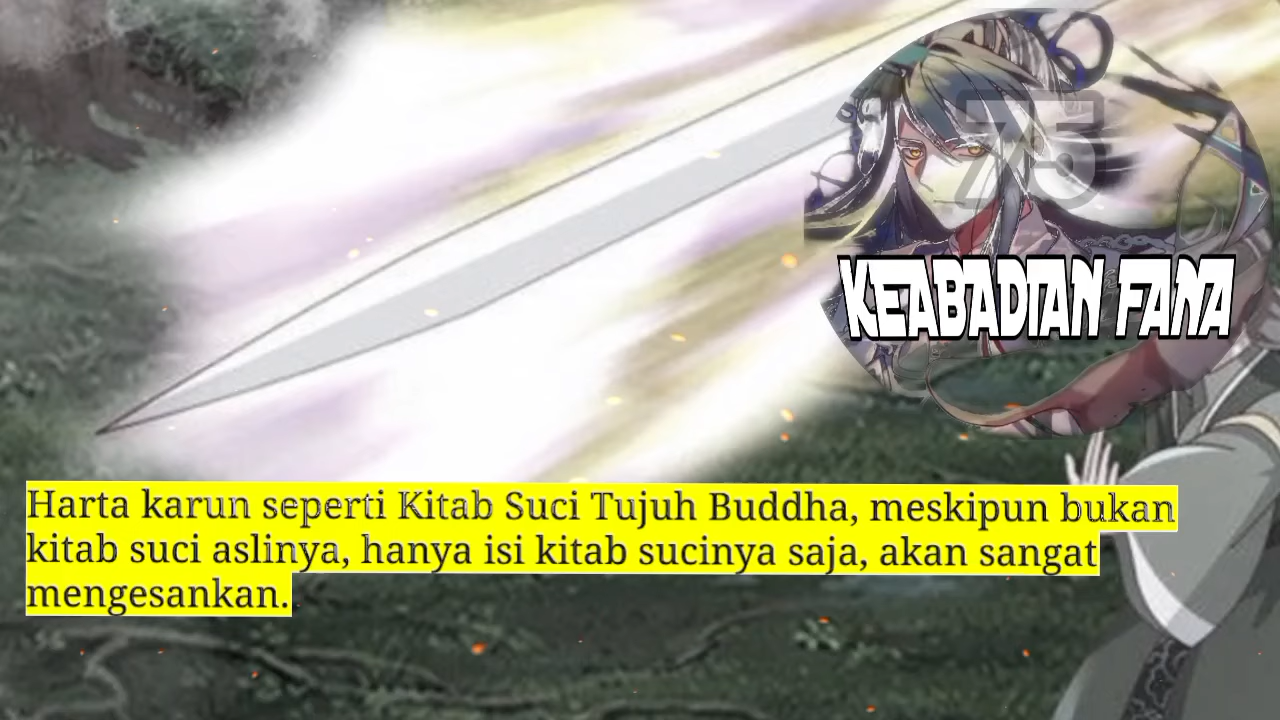 75
KEABADIAN FANA
Harta karun seperti Kitab Suci Tujuh Buddha, meskipun bukan
kitab suci aslinya, hanya isi kitab sucinya saja, akan sangat
mengesankan.